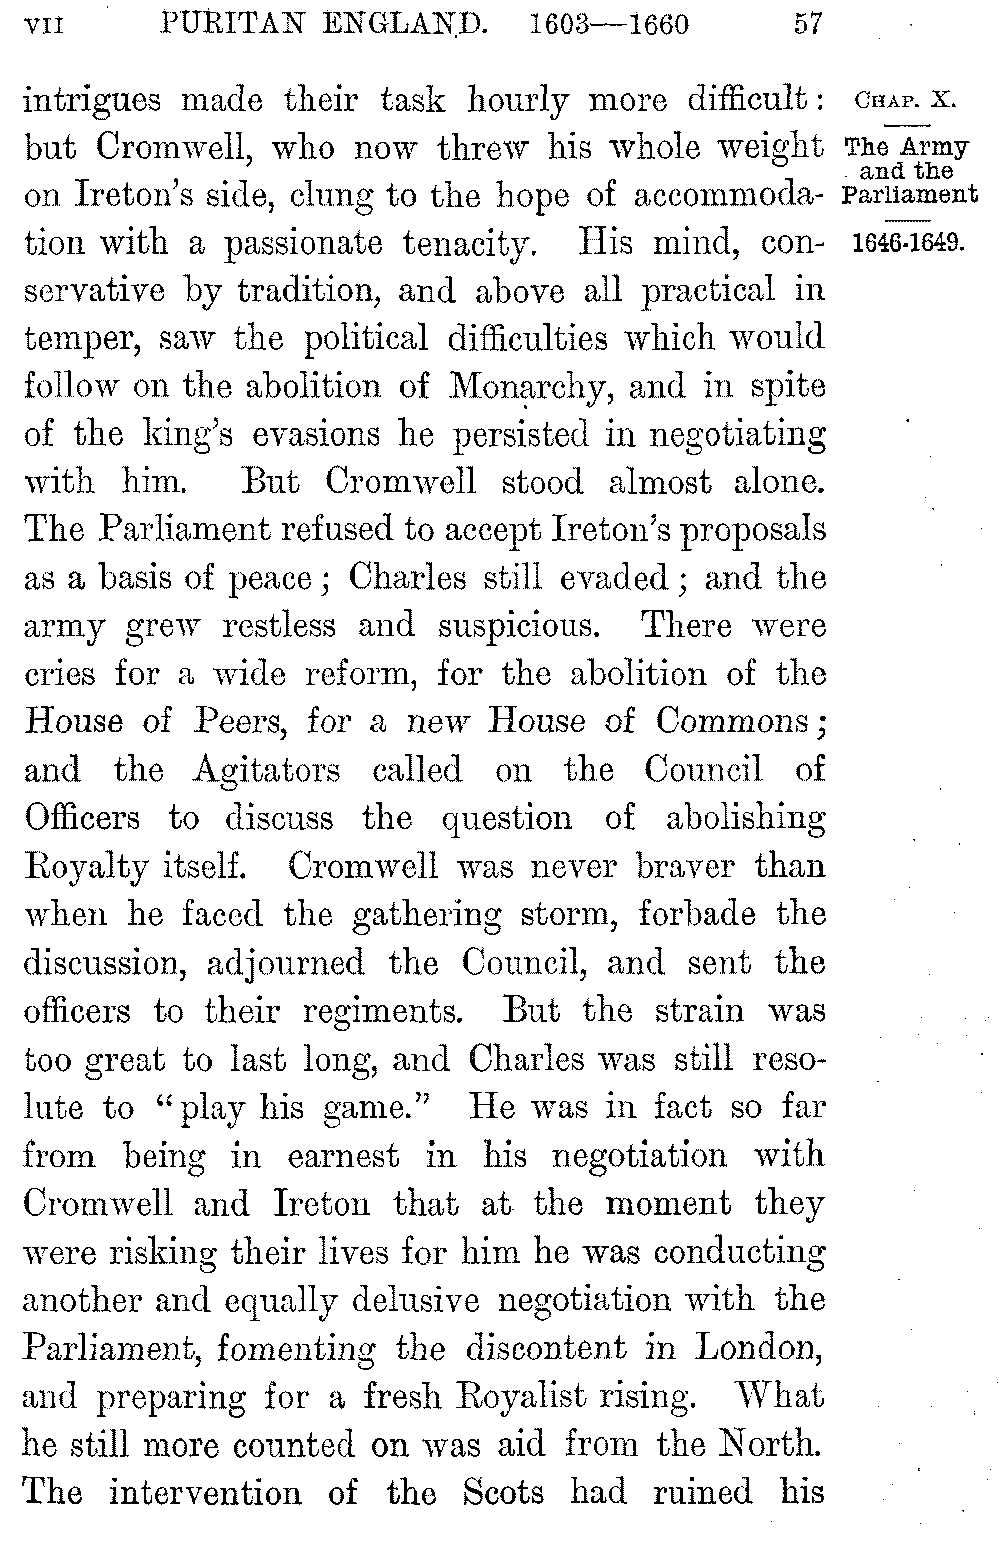 VII PURITAN ENGLAND. 1603—1660 57
intrigues made their task hourly more difficult:
but Cromwell, who now threw his whole weight
on Ireton's side, clung to the hope of accommoda-
tion with a passionate tenacity. His mind, con-
servative by tradition, and above all practical in
temper, saw the political difficulties which would
follow on the abolition of Monarchy, and in spite
of the king's evasions he persisted in negotiating
with him. But Cromwell stood almost alone.
The Parliament refused to accept Ireton's proposals
as a basis of peace; Charles still evaded; and the
army grew restless and suspicious. There were
cries for a wide reform, for the abolition of the
House of Peers, for a new House of Commons;
and the Agitators called on the Council of
Officers to discuss the question of abolishing
Royalty itself. Cromwell was never braver than
when he faced the gathering storm, forbade the
discussion, adjourned the Council, and sent the
officers to their regiments. But the strain was
too great to last long, and Charles was still reso-
lute to "play his game." He was in fact so far
from being in earnest in his negotiation with
Cromwell and Ireton that at the moment they
were risking their lives for him he was conducting
another and equally delusive negotiation with the
Parliament, fomenting the discontent in London,
and preparing for a fresh Royalist rising. What
he still more counted on was aid from the North.
The intervention of the Scots had ruined his
CHAP. X.
The Army
and the
Parliament
1646-1649.